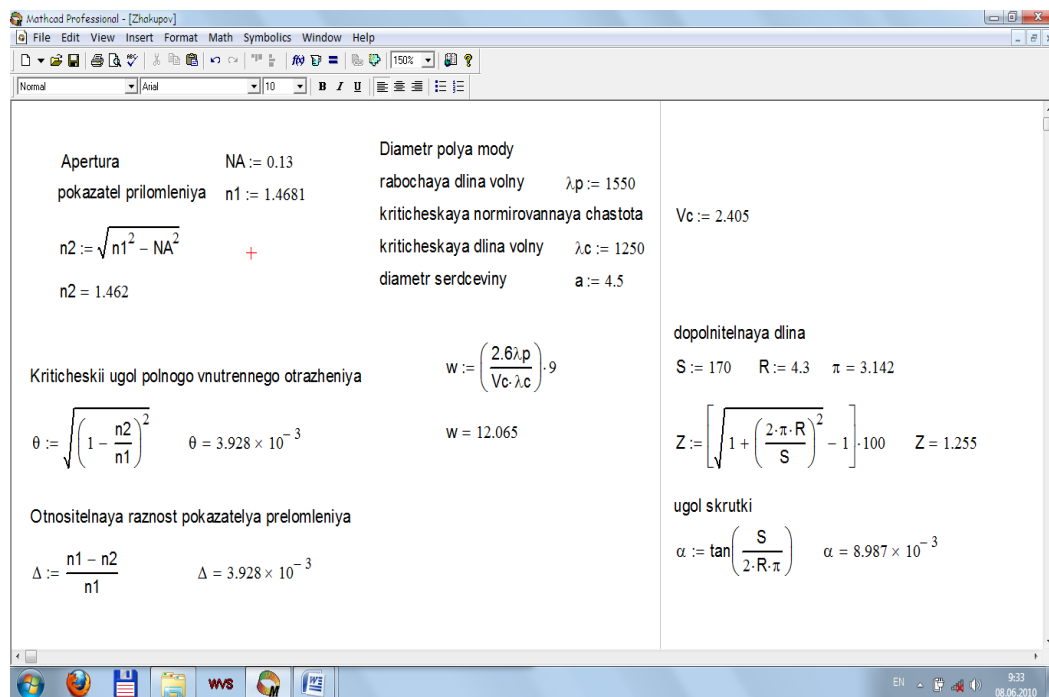 Mathcad Professional - [Zhakupov]
File Edit View Insert Format Math Symbolics Window Help
150%
Normal Arial 10 B I U
Apertura NA := 0.13
pokazatel prilomleniya n1 := 1.4681
n2 := √(n1² − NA²)
n2 = 1.462
Kriticheskii ugol polnogo vnutrennego otrazheniya
θ := √((1 − n2/n1)²) θ = 3.928 × 10⁻³
Otnositelnaya raznost pokazatelya prelomleniya
Δ := (n1 − n2)/n1 Δ = 3.928 × 10⁻³
Diametr polya mody
rabochaya dlina volny λp := 1550
kriticheskaya normirovannaya chastota Vc := 2.405
kriticheskaya dlina volny λc := 1250
diametr serdceviny a := 4.5
w := (2.6λp/(Vc·λc))·9
w = 12.065
dopolnitelnaya dlina
S := 170 R := 4.3 π = 3.142
Z := [√(1 + (2·π·R/S)²) − 1]·100 Z = 1.255
ugol skrutki
α := tan(S/(2·R·π)) α = 8.987 × 10⁻³
WVS EN 9:33
08.06.2010